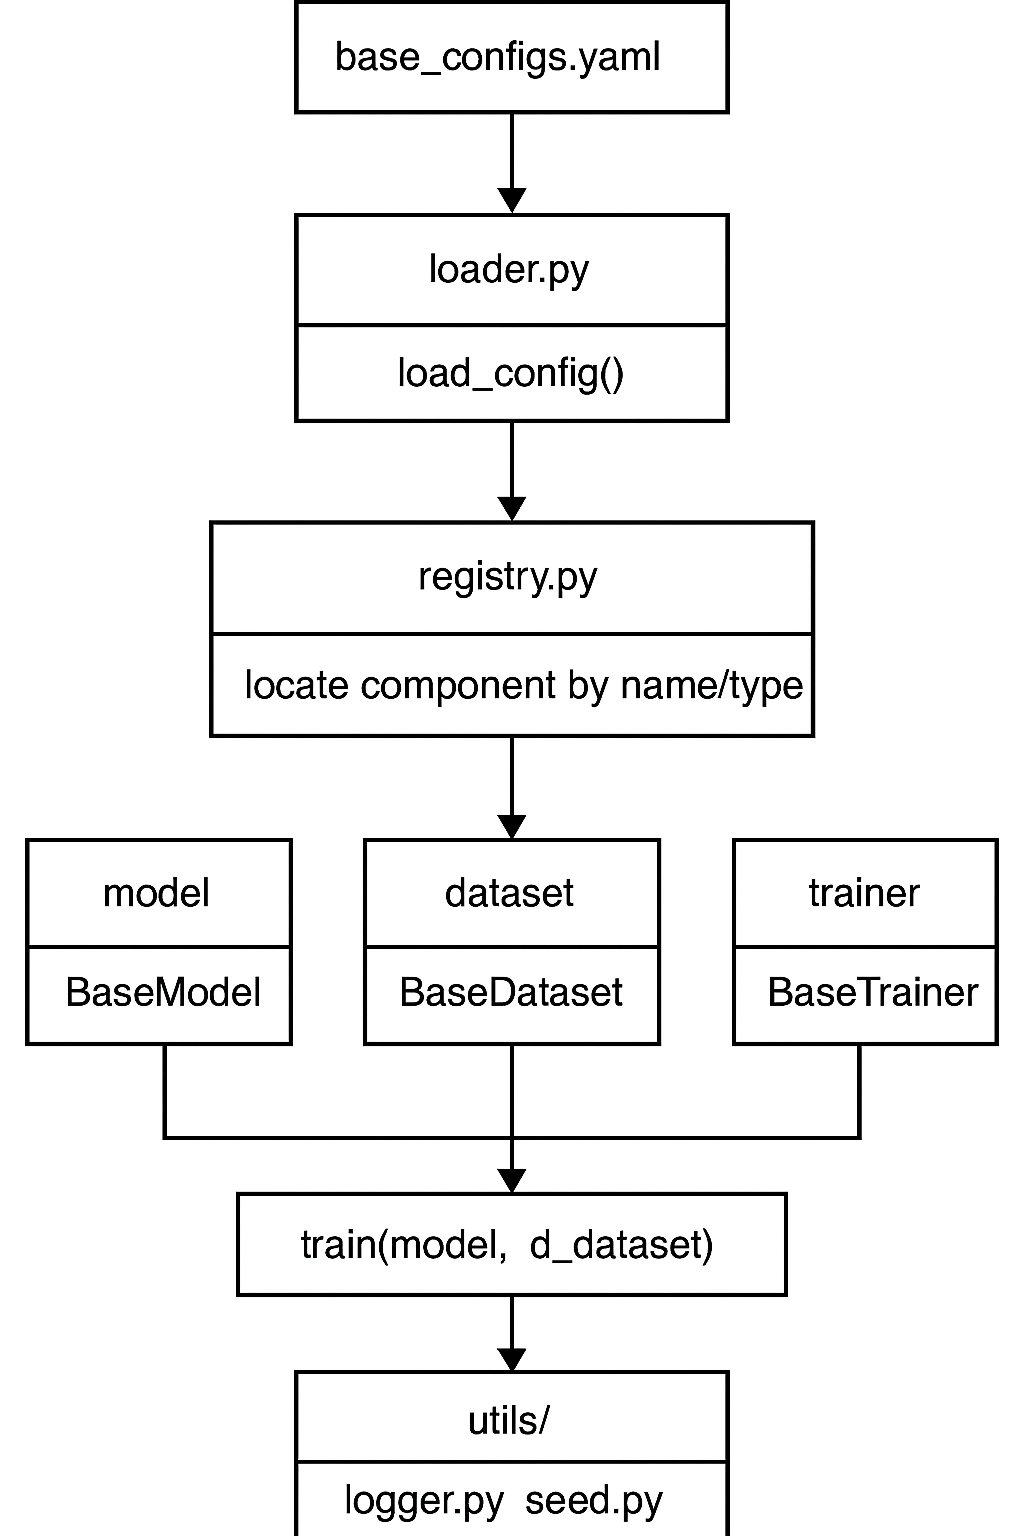 base_configs.yaml
loader.py
load_config()
registry.py
locate component by name/type
model
dataset
trainer
BaseModel
BaseDataset
BaseTrainer
train(model, d_dataset)
utils/
logger.py seed.py